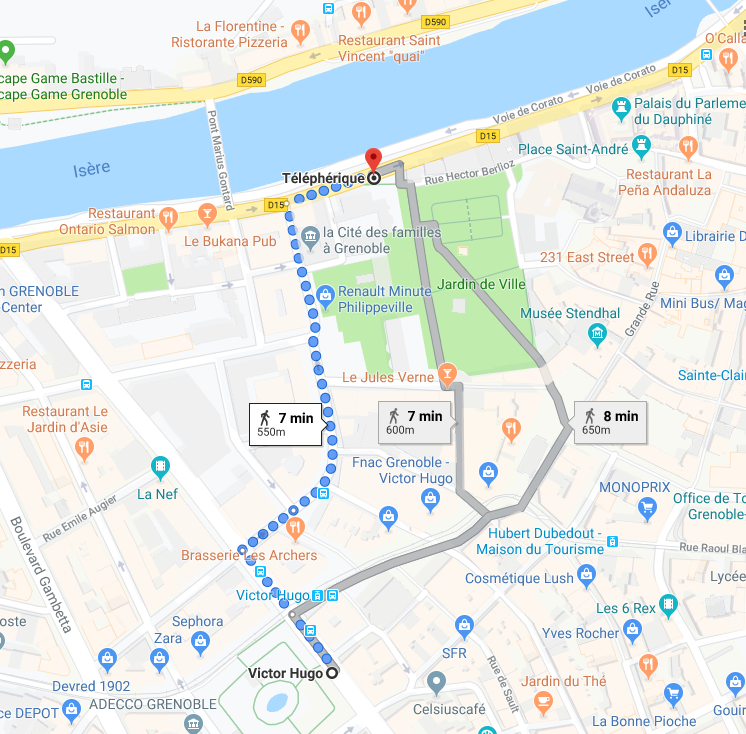 D590
La Florentine -
Ristorante Pizzeria
Restaurant Saint
Vincent "quai"
Isère
O'Calla
D15
cape Game Bastille -
cape Game Grenoble
D590
Voie de Corato
Voie de Corato
Palais du Parleme
du Dauphiné
Pont Marius Gontard
D15
Place Saint-André
Isère
Téléphérique
Rue Hector Berlioz
Restaurant La
Peña Andaluza
D15
Restaurant
Ontario Salmon
Le Bukana Pub
la Cité des familles
à Grenoble
Librairie D
D15
231 East Street
n GRENOBLE
Center
Renault Minute
Philippeville
Jardin de Ville
Mini Bus/ Mag
Musée Stendhal
Grande Rue
zzeria
Le Jules Verne
Sainte-Clai
Restaurant Le
Jardin d'Asie
7 min
550m
7 min
600m
8 min
650m
La Nef
Fnac Grenoble -
Victor Hugo
MONOPRIX
Office de To
Grenoble-
Rue Emile Augier
Boulevard Gambetta
Brasserie Les Archers
Hubert Dubedout -
Maison du Tourisme
Rue Raoul Bla
Cosmétique Lush
Lycée
Victor Hugo
Les 6 Rex
oste
Sephora
Zara
Yves Rocher
SFR
Victor Hugo
Rue de Sault
Devred 1902
Jardin du Thé
ADECCO GRENOBLE
ce DEPOT
Celsiuscafé
La Bonne Pioche
Gouir